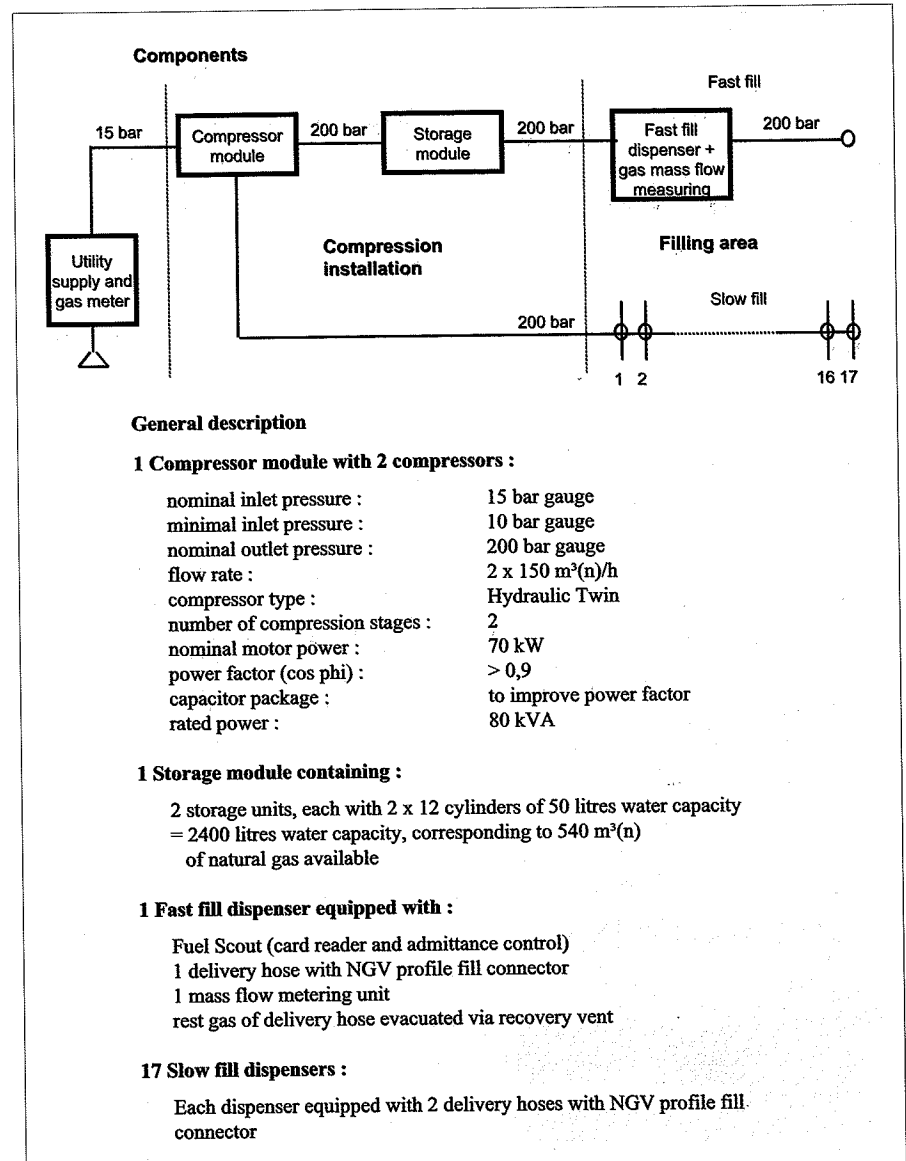 Components
Fast fill
15 bar
Compressor
module
200 bar
Storage
module
200 bar
Fast fill
dispenser +
gas mass flow
measuring
200 bar
Utility
supply and
gas meter
Compression
installation
Filling area
Slow fill
200 bar
1 2 16 17
General description
1 Compressor module with 2 compressors :
nominal inlet pressure : 15 bar gauge
minimal inlet pressure : 10 bar gauge
nominal outlet pressure : 200 bar gauge
flow rate : 2 x 150 m³(n)/h
compressor type : Hydraulic Twin
number of compression stages : 2
nominal motor power : 70 kW
power factor (cos phi) : > 0,9
capacitor package : to improve power factor
rated power : 80 kVA
1 Storage module containing :
2 storage units, each with 2 x 12 cylinders of 50 litres water capacity
= 2400 litres water capacity, corresponding to 540 m³(n)
of natural gas available
1 Fast fill dispenser equipped with :
Fuel Scout (card reader and admittance control)
1 delivery hose with NGV profile fill connector
1 mass flow metering unit
rest gas of delivery hose evacuated via recovery vent
17 Slow fill dispensers :
Each dispenser equipped with 2 delivery hoses with NGV profile fill
connector